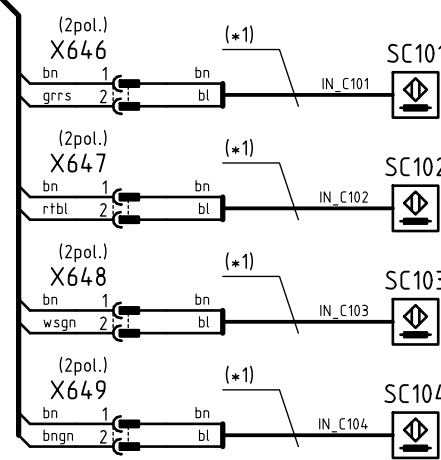 (2pol.)
X646
(*1)
SC101
bn 1 bn
IN_C101
grrs 2 bl
(2pol.)
X647
(*1)
SC102
bn 1 bn
IN_C102
rtbl 2 bl
(2pol.)
X648
(*1)
SC103
bn 1 bn
IN_C103
wsgn 2 bl
(2pol.)
X649
(*1)
SC104
bn 1 bn
IN_C104
bngn 2 bl